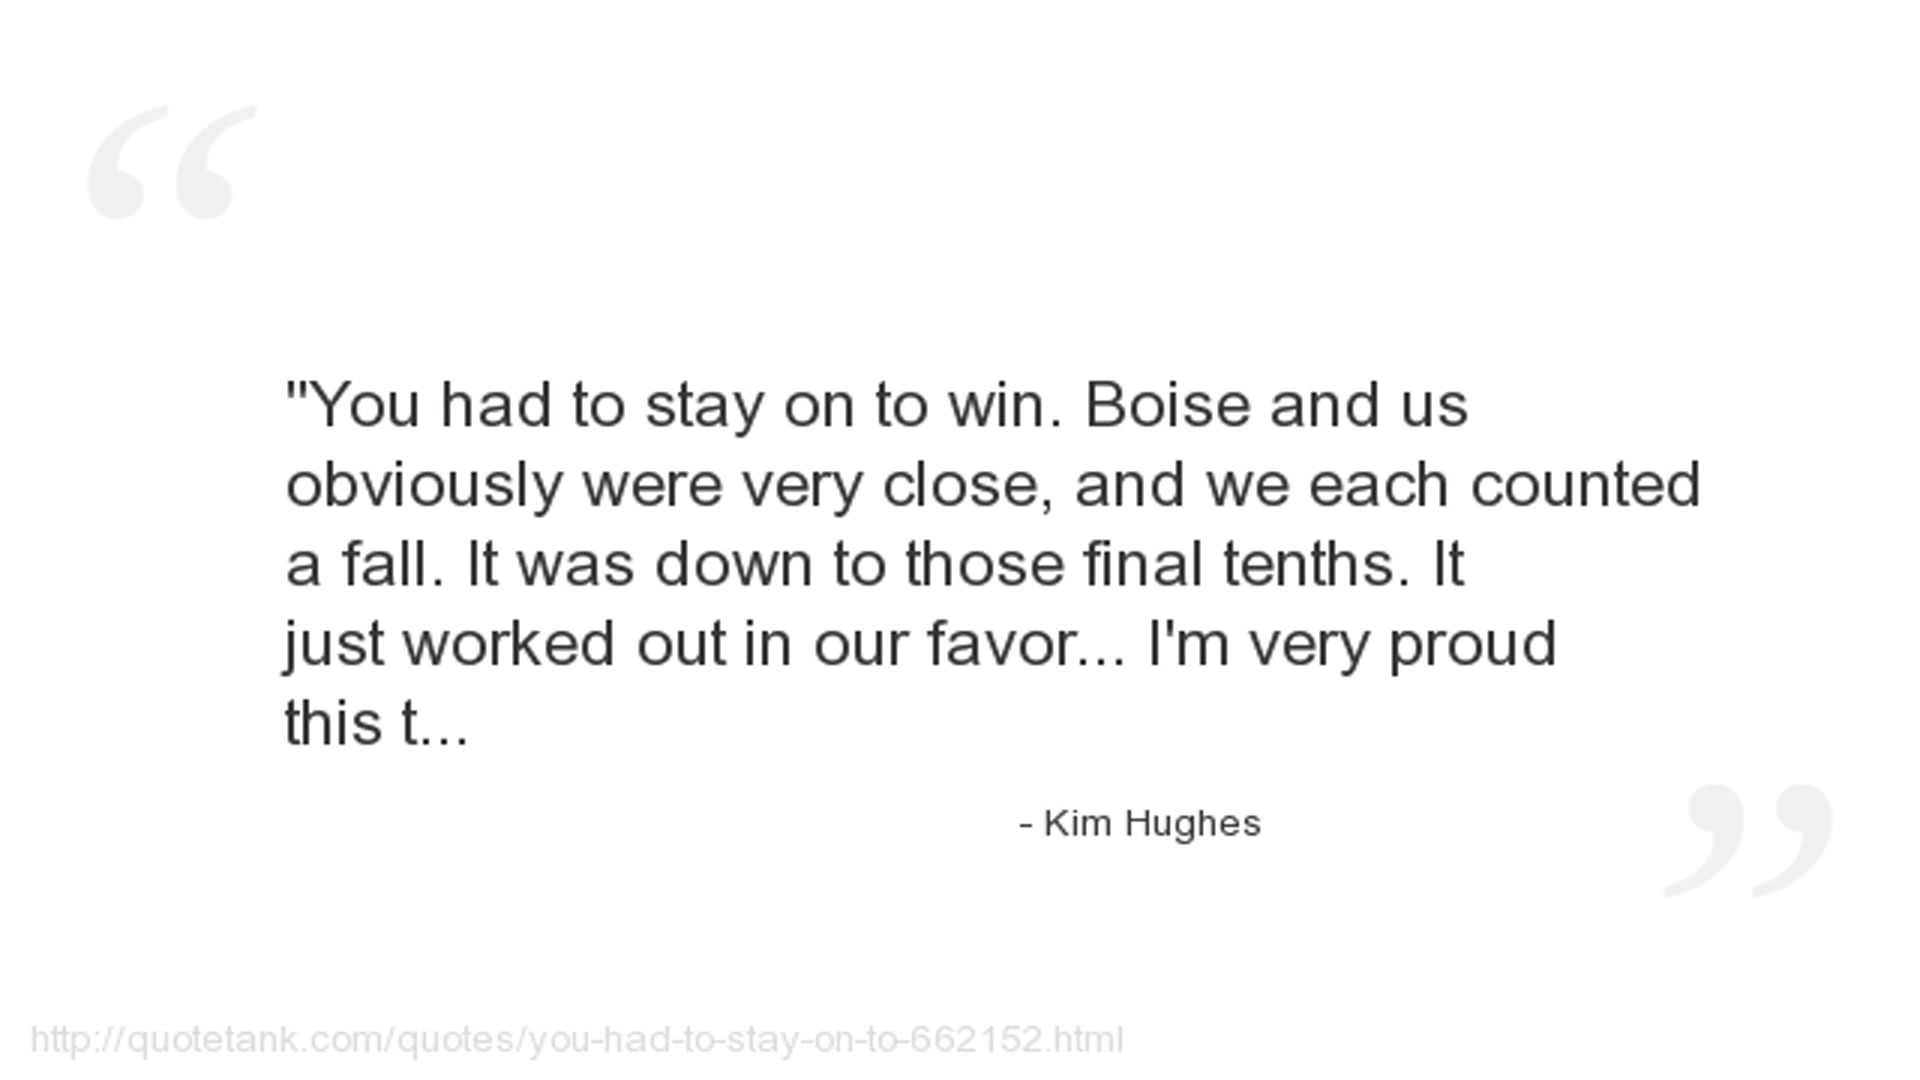 "You had to stay on to win. Boise and us
obviously were very close, and we each counted
a fall. It was down to those final tenths. It
just worked out in our favor... I'm very proud
this t...
- Kim Hughes
http://quotetank.com/quotes/you-had-to-stay-on-to-662152.html